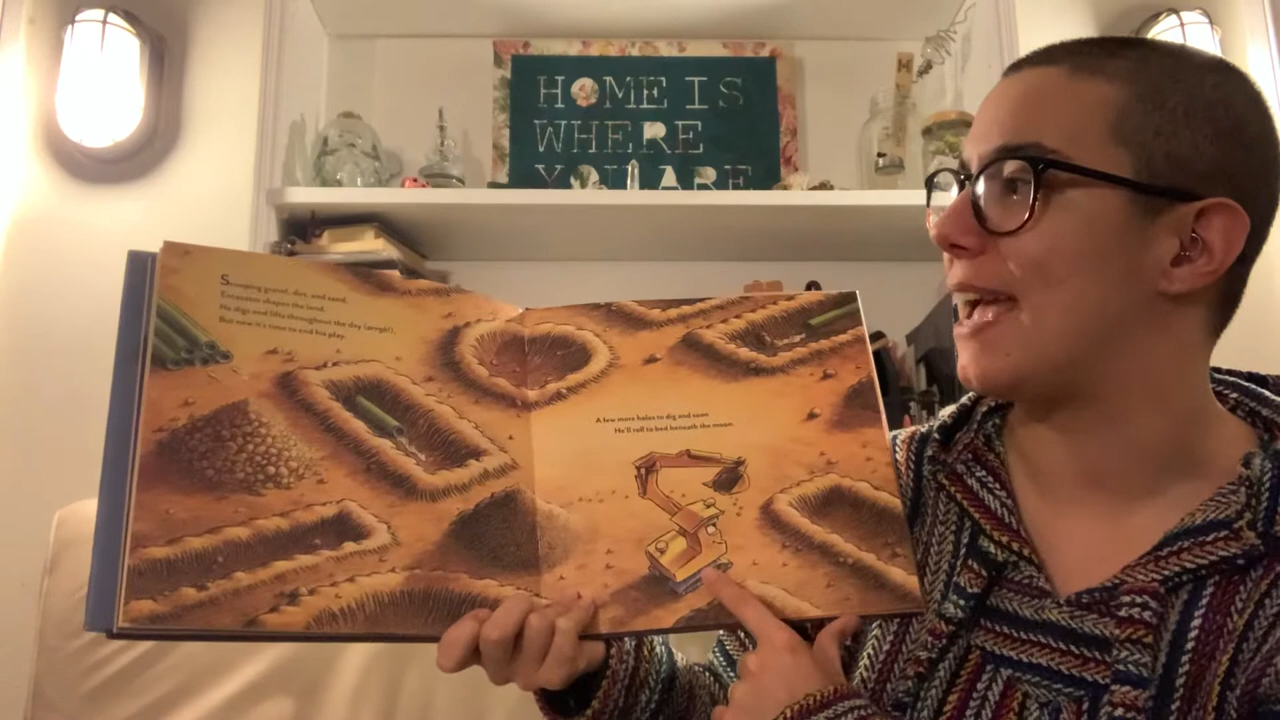 HOME IS
WHERE
YOU ARE
Scooping gravel, dirt, and sand,
Excavator shapes the land.
He digs and lifts throughout the day (arrgh!),
But now it's time to end his play.
A few more holes to dig and soon
He'll roll to bed beneath the moon.